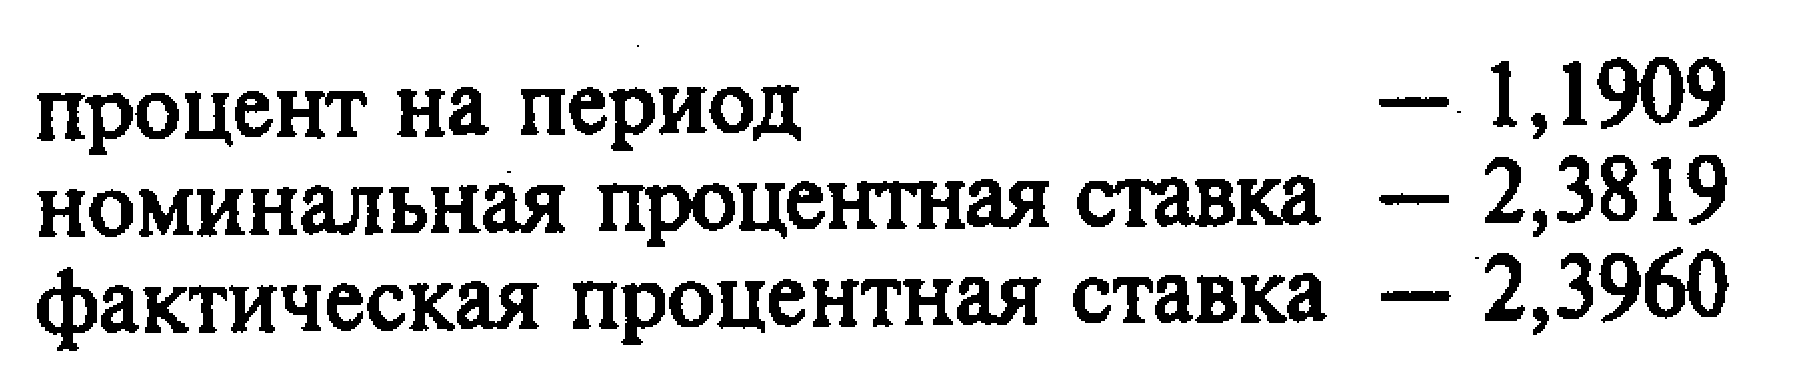 процент на период — 1,1909
номинальная процентная ставка — 2,3819
фактическая процентная ставка — 2,3960